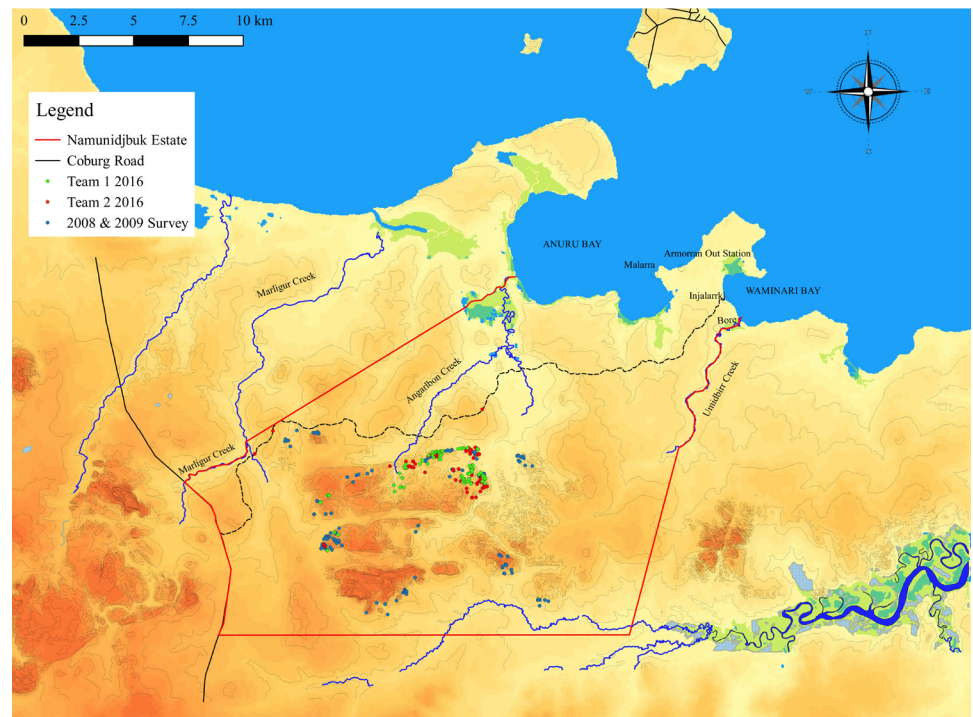 0 2.5 5 7.5 10 km
N
W E
S
Legend
Namunidjbuk Estate
Coburg Road
Team 1 2016
Team 2 2016
2008 & 2009 Survey
ANURU BAY
Armorran Out Station
Malarra
Marligur Creek
WAMINARI BAY
Injalarrkj
Bore
Angarlbon Creek
Umidbirr Creek
Marligur Creek